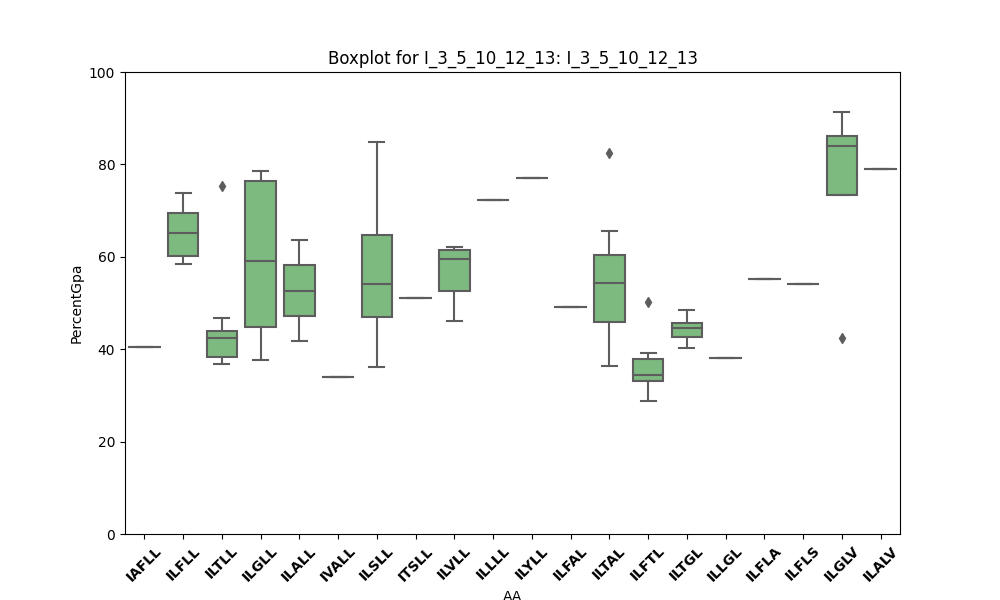 Boxplot for I_3_5_10_12_13: I_3_5_10_12_13
100
80
60
40
20
0
PercentGpa
IAFLL ILFLL ILTLL ILGLL ILALL IVALL ILSLL ITSLL ILVLL ILLLL ILYLL ILFAL ILTAL ILFTL ILTGL ILLGL ILFLA ILFLS ILGLV ILALV
AA